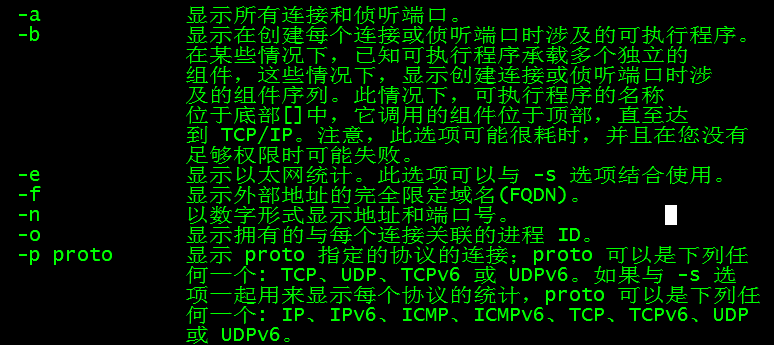 -a 显示所有连接和侦听端口。
-b 显示在创建每个连接或侦听端口时涉及的可执行程序。
在某些情况下，已知可执行程序承载多个独立的
组件，这些情况下，显示创建连接或侦听端口时涉
及的组件序列。此情况下，可执行程序的名称
位于底部[]中，它调用的组件位于顶部，直至达
到 TCP/IP。注意，此选项可能很耗时，并且在您没有
足够权限时可能失败。
-e 显示以太网统计。此选项可以与 -s 选项结合使用。
-f 显示外部地址的完全限定域名(FQDN)。
-n 以数字形式显示地址和端口号。
-o 显示拥有的与每个连接关联的进程 ID。
-p proto 显示 proto 指定的协议的连接；proto 可以是下列任
何一个: TCP、UDP、TCPv6 或 UDPv6。如果与 -s 选
项一起用来显示每个协议的统计，proto 可以是下列任
何一个: IP、IPv6、ICMP、ICMPv6、TCP、TCPv6、UDP
或 UDPv6。